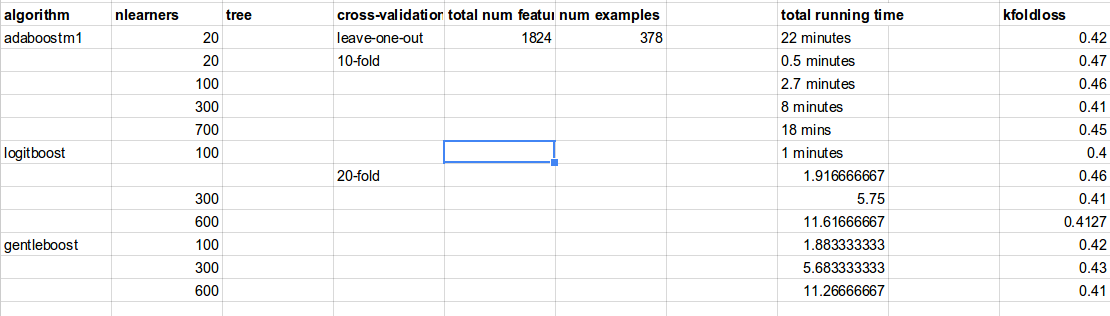 algorithm nlearners tree cross-validation total num featur num examples total running time kfoldloss
adaboostm1 20 leave-one-out 1824 378 22 minutes 0.42
20 10-fold 0.5 minutes 0.47
100 2.7 minutes 0.46
300 8 minutes 0.41
700 18 mins 0.45
logitboost 100 1 minutes 0.4
20-fold 1.916666667 0.46
300 5.75 0.41
600 11.61666667 0.4127
gentleboost 100 1.883333333 0.42
300 5.683333333 0.43
600 11.26666667 0.41